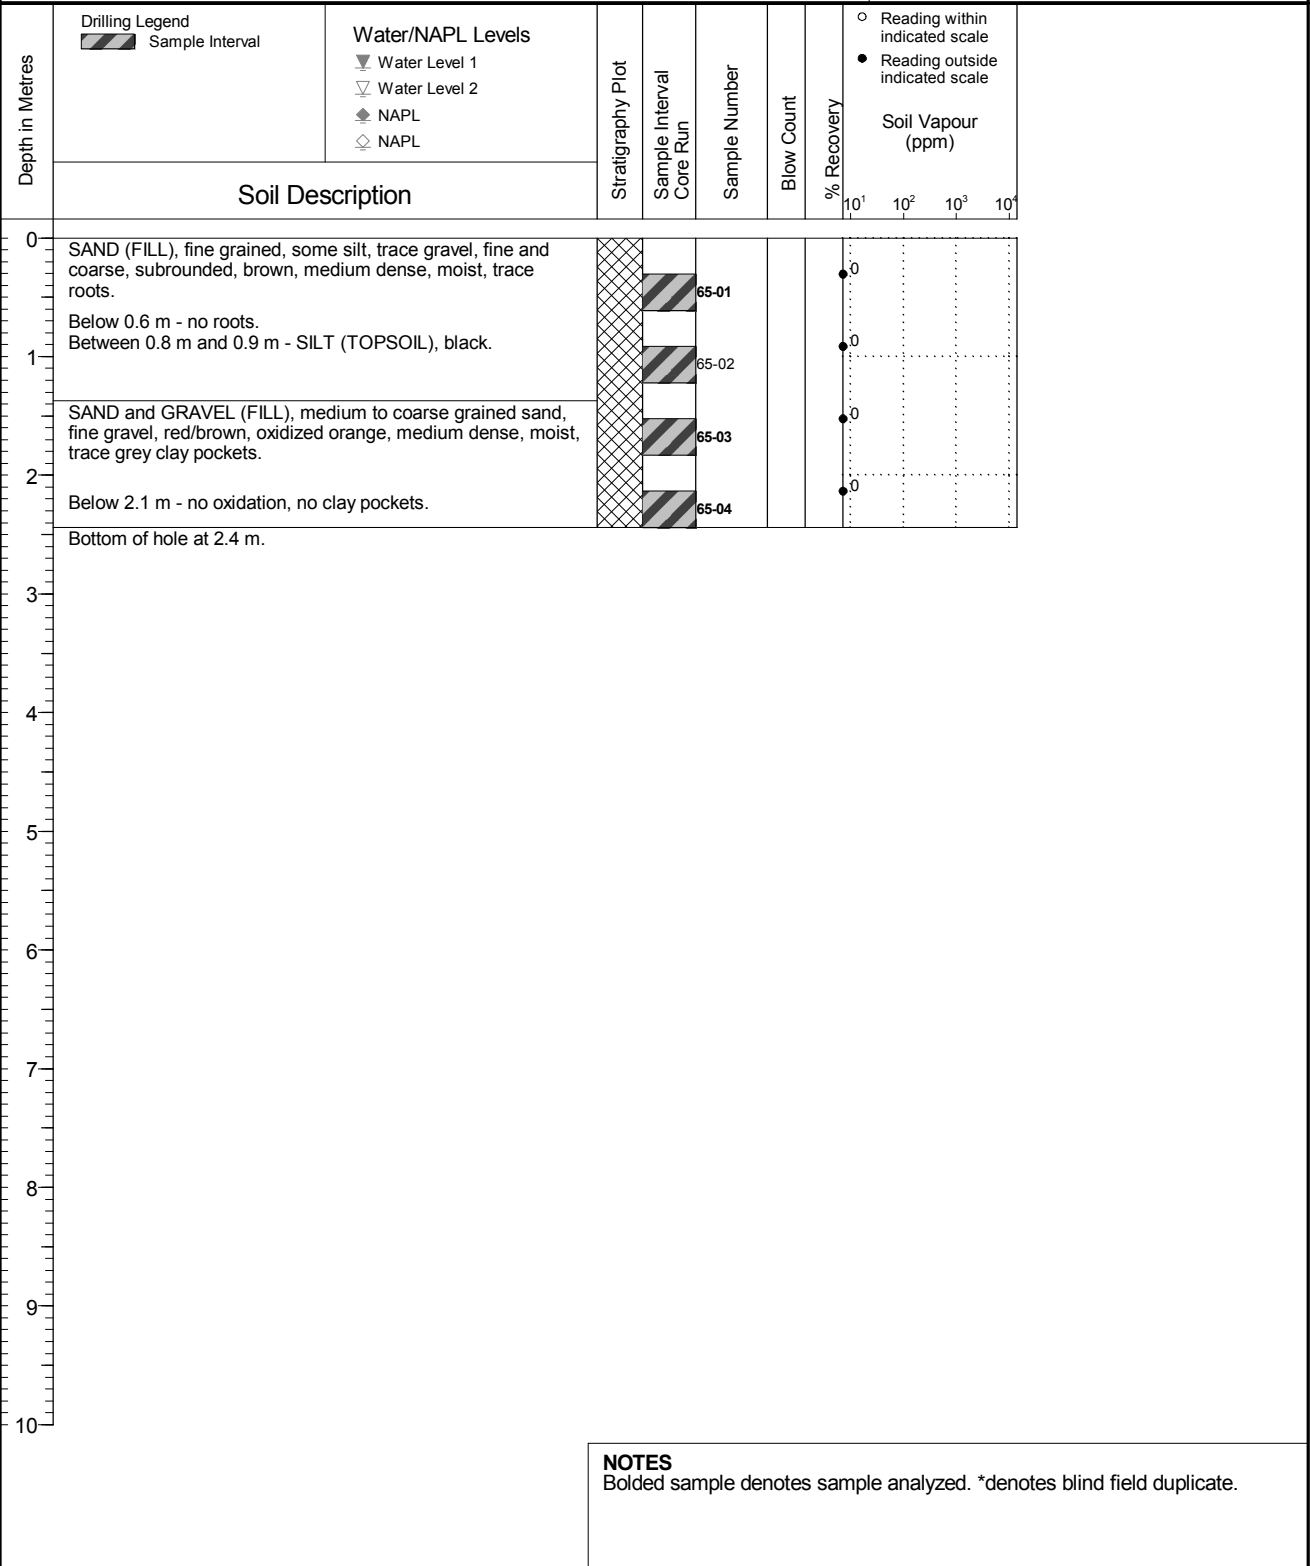 Depth in Metres
Drilling Legend
Sample Interval
Water/NAPL Levels
Water Level 1
Water Level 2
NAPL
NAPL
Soil Description
Stratigraphy Plot
Sample Interval
Core Run
Sample Number
Blow Count
% Recovery
Reading within
indicated scale
Reading outside
indicated scale
Soil Vapour
(ppm)
10¹ 10² 10³ 10⁴
0
SAND (FILL), fine grained, some silt, trace gravel, fine and
coarse, subrounded, brown, medium dense, moist, trace
roots.
0
65-01
Below 0.6 m - no roots.
Between 0.8 m and 0.9 m - SILT (TOPSOIL), black.
0
1
65-02
SAND and GRAVEL (FILL), medium to coarse grained sand,
fine gravel, red/brown, oxidized orange, medium dense, moist,
trace grey clay pockets.
0
65-03
2
Below 2.1 m - no oxidation, no clay pockets.
0
65-04
Bottom of hole at 2.4 m.
3
4
5
6
7
8
9
10
NOTES
Bolded sample denotes sample analyzed. *denotes blind field duplicate.